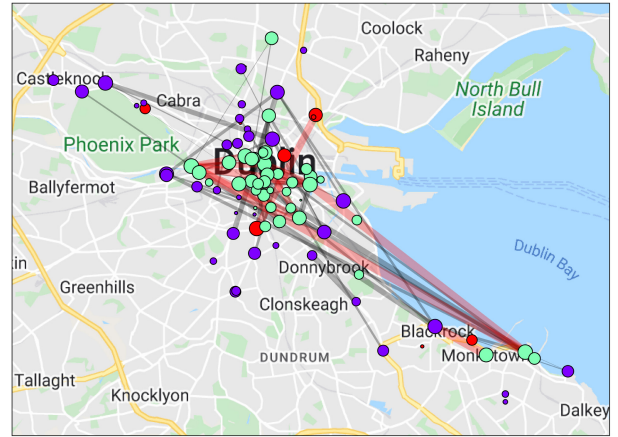 Coolock
Raheny
Castleknock
North Bull
Island
Cabra
Phoenix Park
Dublin
Ballyfermot
Dublin Bay
Donnybrook
kin
Greenhills
Clonskeagh
Blackrock
DUNDRUM
Monkstown
Tallaght
Knocklyon
Dalkey